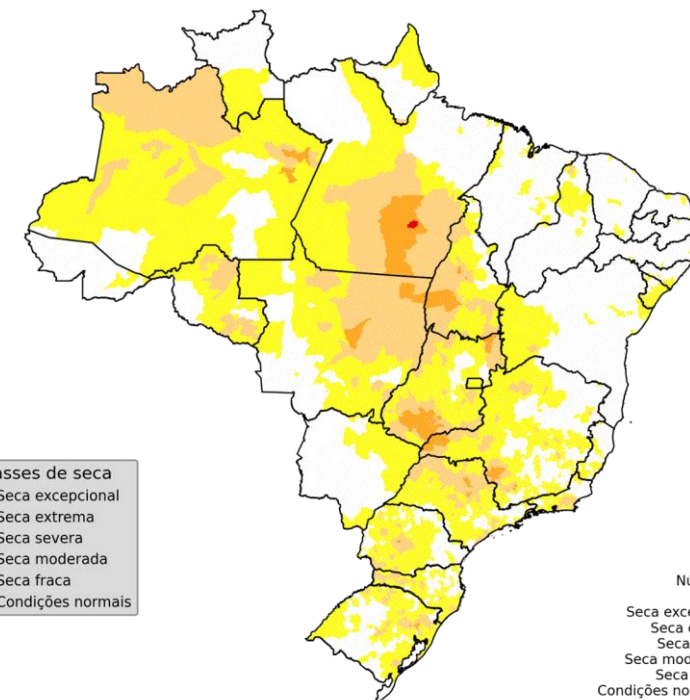 asses de seca
Seca excepcional
Seca extrema
Seca severa
Seca moderada
Seca fraca
Condições normais
Nu
Seca exce
Seca e
Seca
Seca mod
Seca
Condições no